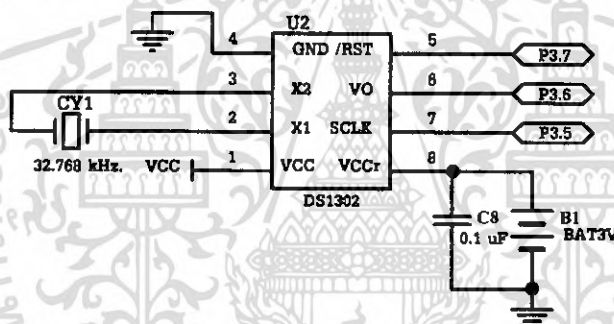 U2
4 GND /RST 5 P3.7
3 X2 VO 6 P3.6
CY1
2 X1 SCLK 7 P3.5
32.768 kHz. VCC 1 VCC VCCr 8
DS1302
C8 B1
0.1 uF BAT3V